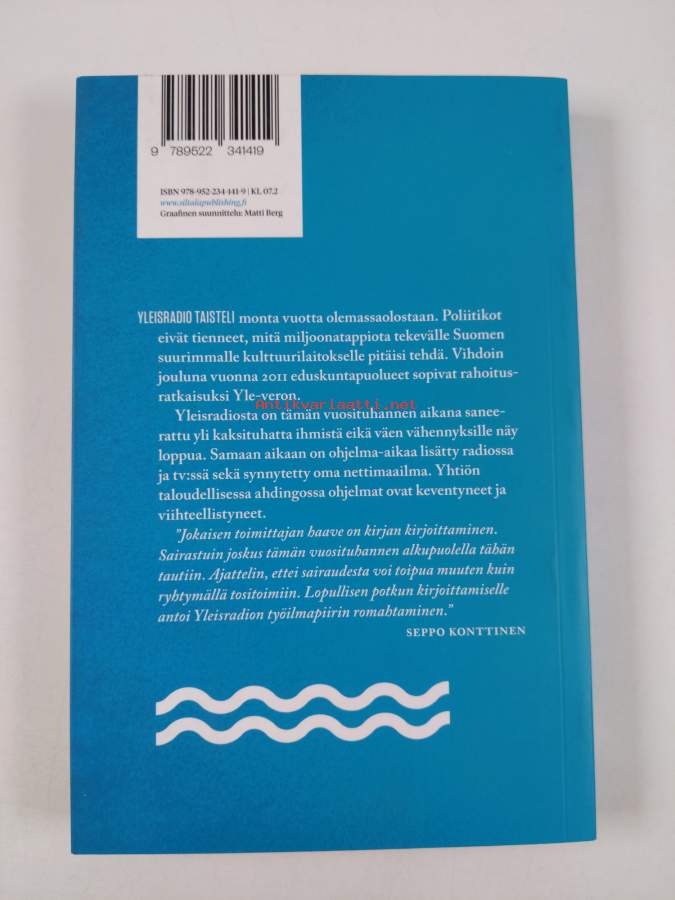 9 789522 341419
ISBN 978-952-234-141-9 | KL 07.2
www.siltalapublishing.fi
Graafinen suunnittelu: Matti Berg
YLEISRADIO TAISTELI monta vuotta olemassaolostaan. Poliitikot
eivät tienneet, mitä miljoonatappiota tekevälle Suomen
suurimmalle kulttuurilaitokselle pitäisi tehdä. Vihdoin
jouluna vuonna 2011 eduskuntapuolueet sopivat rahoitus-
ratkaisuksi Yle-veron.
Antikvariaatti.net
Yleisradiosta on tämän vuosituhannen aikana sanee-
rattu yli kaksituhatta ihmistä eikä väen vähennyksille näy
loppua. Samaan aikaan on ohjelma-aikaa lisätty radiossa
ja tv:ssä sekä synnytetty oma nettimaailma. Yhtiön
taloudellisessa ahdingossa ohjelmat ovat keventyneet ja
viihteellistyneet.
”Jokaisen toimittajan haave on kirjan kirjoittaminen.
Sairastuin joskus tämän vuosituhannen alkupuolella tähän
tautiin. Ajattelin, ettei sairaudesta voi toipua muuten kuin
ryhtymällä tositoimiin. Lopullisen potkun kirjoittamiselle
antoi Yleisradion työilmapiirin romahtaminen.”
SEPPO KONTTINEN